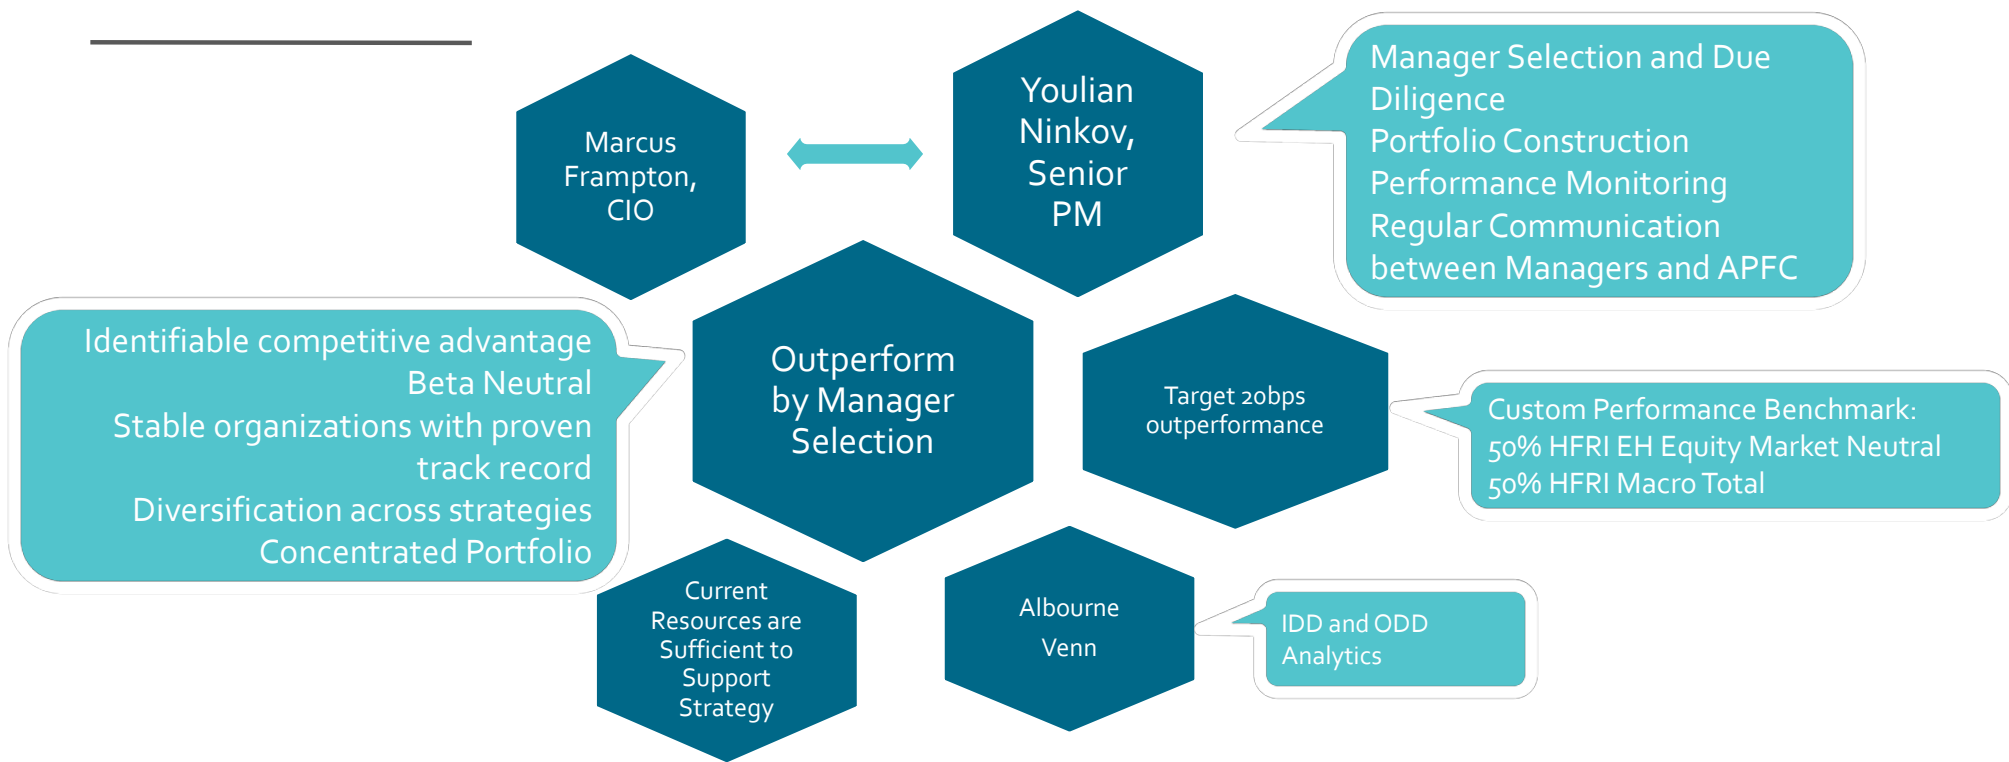 Marcus
Frampton,
CIO
Youlian
Ninkov,
Senior
PM
Manager Selection and Due
Diligence
Portfolio Construction
Performance Monitoring
Regular Communication
between Managers and APFC
Identifiable competitive advantage
Beta Neutral
Stable organizations with proven
track record
Diversification across strategies
Concentrated Portfolio
Outperform
by Manager
Selection
Target 20bps
outperformance
Custom Performance Benchmark:
50% HFRI EH Equity Market Neutral
50% HFRI Macro Total
Current
Resources are
Sufficient to
Support
Strategy
Albourne
Venn
IDD and ODD
Analytics